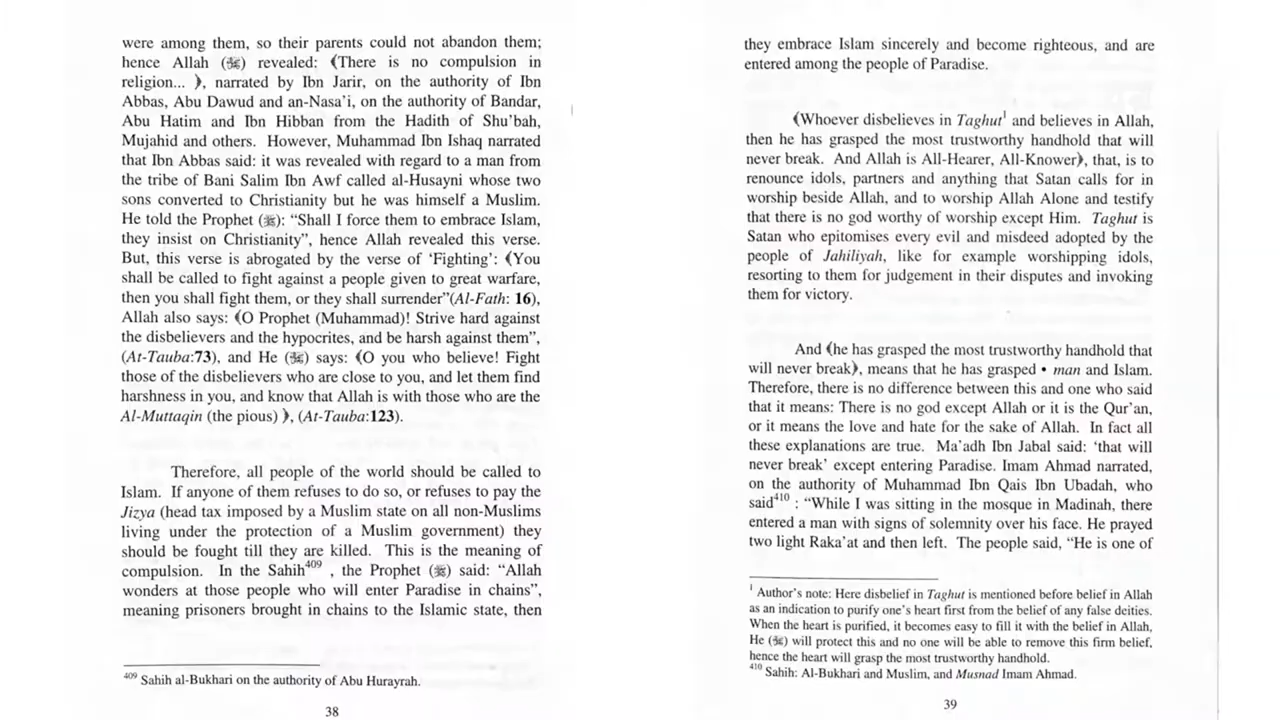 were among them, so their parents could not abandon them;
hence Allah (ﷻ) revealed: ﴾There is no compulsion in
religion... ﴿, narrated by Ibn Jarir, on the authority of Ibn
Abbas, Abu Dawud and an-Nasa'i, on the authority of Bandar,
Abu Hatim and Ibn Hibban from the Hadith of Shu'bah,
Mujahid and others. However, Muhammad Ibn Ishaq narrated
that Ibn Abbas said: it was revealed with regard to a man from
the tribe of Bani Salim Ibn Awf called al-Husayni whose two
sons converted to Christianity but he was himself a Muslim.
He told the Prophet (ﷺ): “Shall I force them to embrace Islam,
they insist on Christianity”, hence Allah revealed this verse.
But, this verse is abrogated by the verse of ‘Fighting’: ﴾You
shall be called to fight against a people given to great warfare,
then you shall fight them, or they shall surrender”(Al-Fath: 16),
Allah also says: ﴾O Prophet (Muhammad)! Strive hard against
the disbelievers and the hypocrites, and be harsh against them”,
(At-Tauba:73), and He (ﷻ) says: ﴾O you who believe! Fight
those of the disbelievers who are close to you, and let them find
harshness in you, and know that Allah is with those who are the
Al-Muttaqin (the pious) ﴿, (At-Tauba:123).
Therefore, all people of the world should be called to
Islam. If anyone of them refuses to do so, or refuses to pay the
Jizya (head tax imposed by a Muslim state on all non-Muslims
living under the protection of a Muslim government) they
should be fought till they are killed. This is the meaning of
compulsion. In the Sahih409 , the Prophet (ﷺ) said: “Allah
wonders at those people who will enter Paradise in chains”,
meaning prisoners brought in chains to the Islamic state, then
409 Sahih al-Bukhari on the authority of Abu Hurayrah.
38
they embrace Islam sincerely and become righteous, and are
entered among the people of Paradise.
﴾Whoever disbelieves in Taghut1 and believes in Allah,
then he has grasped the most trustworthy handhold that will
never break. And Allah is All-Hearer, All-Knower﴿, that, is to
renounce idols, partners and anything that Satan calls for in
worship beside Allah, and to worship Allah Alone and testify
that there is no god worthy of worship except Him. Taghut is
Satan who epitomises every evil and misdeed adopted by the
people of Jahiliyah, like for example worshipping idols,
resorting to them for judgement in their disputes and invoking
them for victory.
And ﴾he has grasped the most trustworthy handhold that
will never break﴿, means that he has grasped • man and Islam.
Therefore, there is no difference between this and one who said
that it means: There is no god except Allah or it is the Qur'an,
or it means the love and hate for the sake of Allah. In fact all
these explanations are true. Ma'adh Ibn Jabal said: ‘that will
never break’ except entering Paradise. Imam Ahmad narrated,
on the authority of Muhammad Ibn Qais Ibn Ubadah, who
said410 : “While I was sitting in the mosque in Madinah, there
entered a man with signs of solemnity over his face. He prayed
two light Raka'at and then left. The people said, “He is one of
1 Author's note: Here disbelief in Taghut is mentioned before belief in Allah
as an indication to purify one's heart first from the belief of any false deities.
When the heart is purified, it becomes easy to fill it with the belief in Allah,
He (ﷻ) will protect this and no one will be able to remove this firm belief,
hence the heart will grasp the most trustworthy handhold.
410 Sahih: Al-Bukhari and Muslim, and Musnad Imam Ahmad.
39